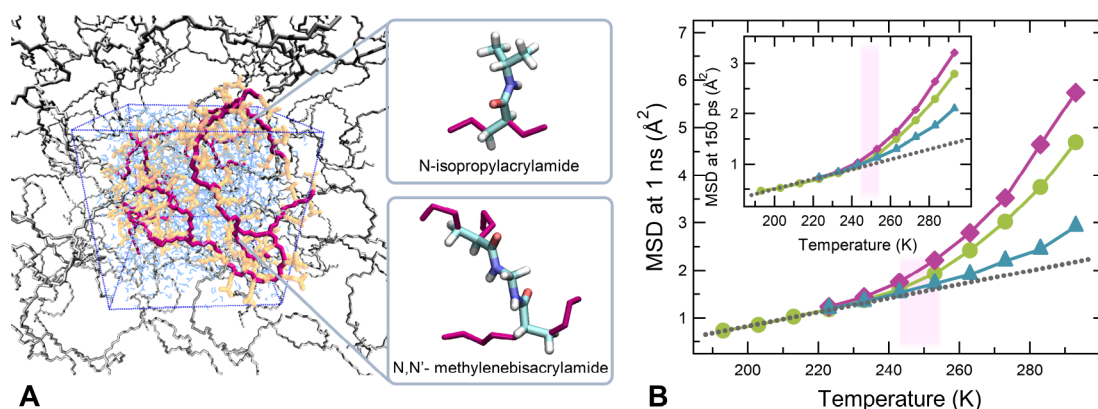 N-isopropylacrylamide
N,N'- methylenebisacrylamide
A
MSD at 1 ns (Å²)
7
6
5
4
3
2
1
200
220
240
260
280
Temperature (K)
MSD at 150 ps (Å²)
3
2
1
200
220
240
260
280
Temperature (K)
B